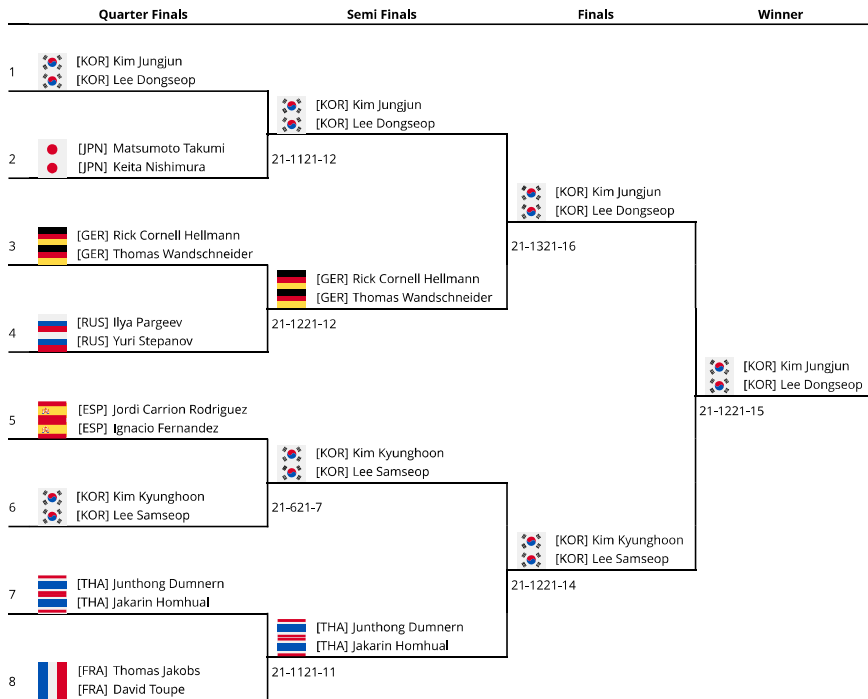 Quarter Finals Semi Finals Finals Winner
1
[KOR] Kim Jungjun
[KOR] Lee Dongseop
2
[JPN] Matsumoto Takumi
[JPN] Keita Nishimura
3
[GER] Rick Cornell Hellmann
[GER] Thomas Wandschneider
4
[RUS] Ilya Pargeev
[RUS] Yuri Stepanov
5
[ESP] Jordi Carrion Rodriguez
[ESP] Ignacio Fernandez
6
[KOR] Kim Kyunghoon
[KOR] Lee Samseop
7
[THA] Junthong Dumnern
[THA] Jakarin Homhual
8
[FRA] Thomas Jakobs
[FRA] David Toupe
[KOR] Kim Jungjun
[KOR] Lee Dongseop
21-1121-12
[GER] Rick Cornell Hellmann
[GER] Thomas Wandschneider
21-1221-12
[KOR] Kim Kyunghoon
[KOR] Lee Samseop
21-621-7
[THA] Junthong Dumnern
[THA] Jakarin Homhual
21-1121-11
[KOR] Kim Jungjun
[KOR] Lee Dongseop
21-1321-16
[KOR] Kim Kyunghoon
[KOR] Lee Samseop
21-1221-14
[KOR] Kim Jungjun
[KOR] Lee Dongseop
21-1221-15